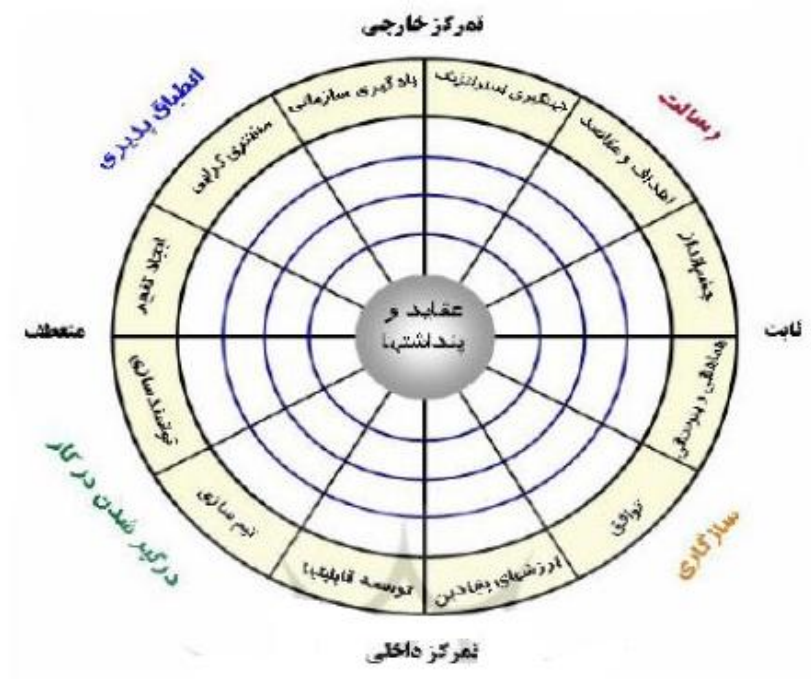 تمرکز خارجی
انطباق پذیری
رسالت
یادگیری سازمانی
جهتگیری استراتژیک
مشتری گرایی
اهداف و مقاصد
ایجاد تغییر
چشم‌انداز
عقاید و
پنداشتها
منعطف
ثابت
توانمندسازی
هماهنگی و پیوستگی
تیم سازی
توافق
توسعه قابلیتها
ارزشهای بنیادین
درگیر شدن در کار
سازگاری
تمرکز داخلی